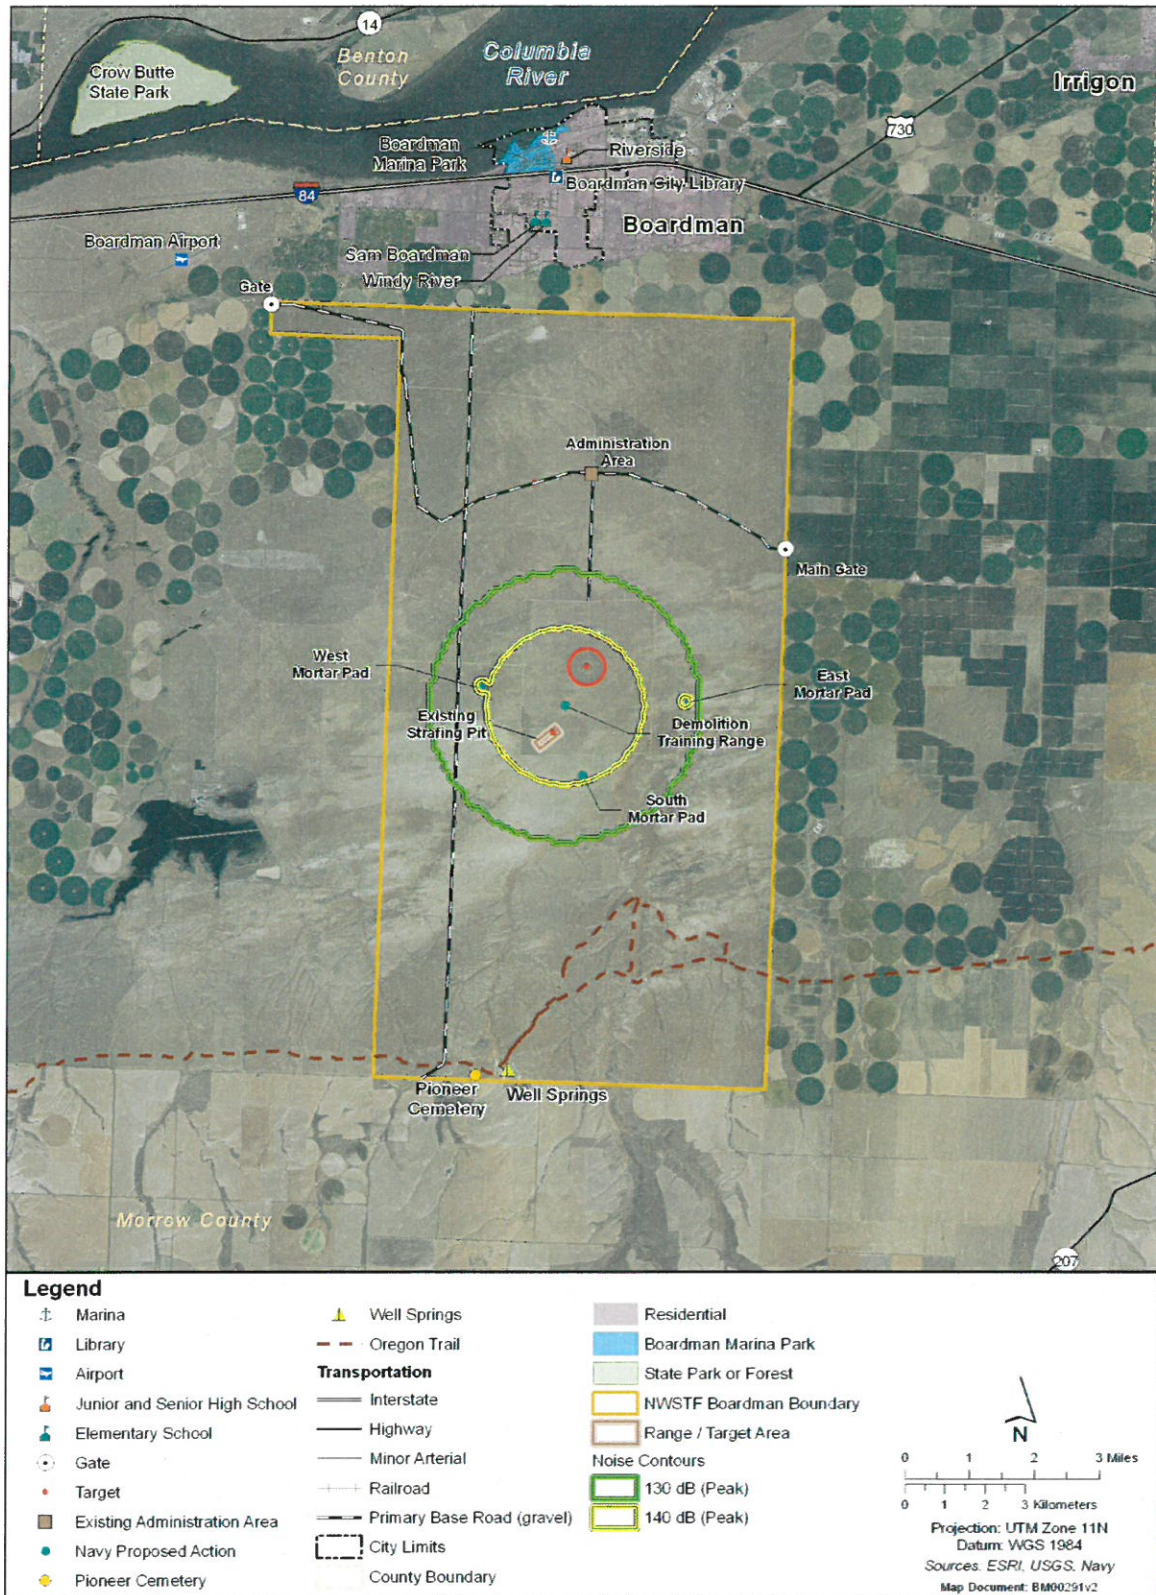 14
Benton
County
Columbia
River
Crow Butte
State Park
Irrigon
730
Boardman
Marina Park
Riverside
84
Boardman City Library
Boardman
Boardman Airport
Sam Boardman
Windy River
Gate
Administration
Area
Main Gate
West
Mortar Pad
East
Mortar Pad
Existing
Strafing Pit
Demolition
Training Range
South
Mortar Pad
Pioneer
Cemetery
Well Springs
Morrow County
207
Legend
Marina
Library
Airport
Junior and Senior High School
Elementary School
Gate
Target
Existing Administration Area
Navy Proposed Action
Pioneer Cemetery
Well Springs
Oregon Trail
Transportation
Interstate
Highway
Minor Arterial
Railroad
Primary Base Road (gravel)
City Limits
County Boundary
Residential
Boardman Marina Park
State Park or Forest
NWSTF Boardman Boundary
Range / Target Area
Noise Contours
130 dB (Peak)
140 dB (Peak)
N
0 1 2 3 Miles
0 1 2 3 Kilometers
Projection: UTM Zone 11N
Datum: WGS 1984
Sources: ESRI, USGS, Navy
Map Document: BM00291v2